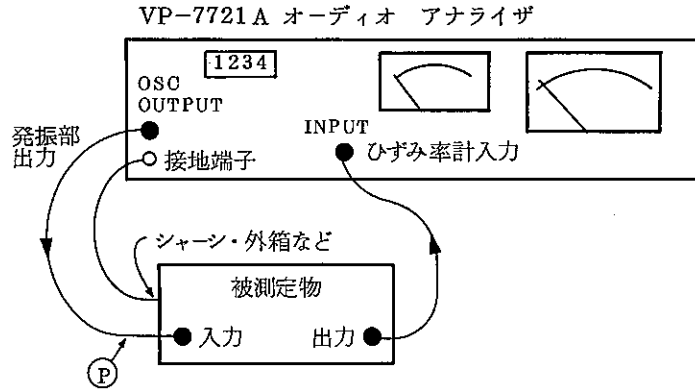 VP-7721A オーディオ アナライザ
1234
OSC
OUTPUT
INPUT
発振部
出力
接地端子
ひずみ率計入力
シャーシ・外箱など
被測定物
入力
出力
P